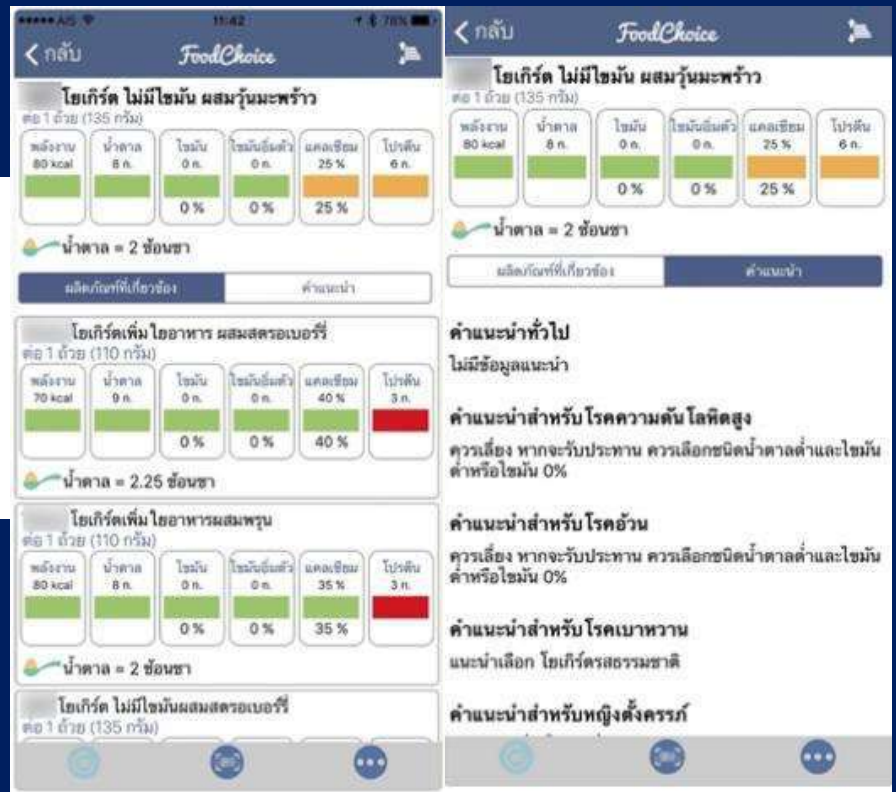 AIS 11:42 78%
กลับ FoodChoice
โยเกิร์ต ไม่มีไขมัน ผสมวุ้นมะพร้าว
ต่อ 1 ถ้วย (135 กรัม)
พลังงาน น้ำตาล ไขมัน ไขมันอิ่มตัว แคลเซียม โปรตีน
80 kcal 8 ก. 0 ก. 0 ก. 25 % 6 ก.
0 % 0 % 25 %
น้ำตาล = 2 ช้อนชา
ผลิตภัณฑ์ที่เกี่ยวข้อง คำแนะนำ
โยเกิร์ตเพิ่มใยอาหาร ผสมสตรอเบอร์รี่
ต่อ 1 ถ้วย (110 กรัม)
พลังงาน น้ำตาล ไขมัน ไขมันอิ่มตัว แคลเซียม โปรตีน
70 kcal 9 ก. 0 ก. 0 ก. 40 % 3 ก.
0 % 0 % 40 %
น้ำตาล = 2.25 ช้อนชา
โยเกิร์ตเพิ่มใยอาหารผสมพรุน
ต่อ 1 ถ้วย (110 กรัม)
พลังงาน น้ำตาล ไขมัน ไขมันอิ่มตัว แคลเซียม โปรตีน
80 kcal 8 ก. 0 ก. 0 ก. 35 % 3 ก.
0 % 0 % 35 %
น้ำตาล = 2 ช้อนชา
โยเกิร์ต ไม่มีไขมันผสมสตรอเบอร์รี่
ต่อ 1 ถ้วย (135 กรัม)
กลับ FoodChoice
โยเกิร์ต ไม่มีไขมัน ผสมวุ้นมะพร้าว
ต่อ 1 ถ้วย (135 กรัม)
พลังงาน น้ำตาล ไขมัน ไขมันอิ่มตัว แคลเซียม โปรตีน
80 kcal 8 ก. 0 ก. 0 ก. 25 % 6 ก.
0 % 0 % 25 %
น้ำตาล = 2 ช้อนชา
ผลิตภัณฑ์ที่เกี่ยวข้อง คำแนะนำ
คำแนะนำทั่วไป
ไม่มีข้อมูลแนะนำ
คำแนะนำสำหรับโรคความดันโลหิตสูง
ควรเลี่ยง หากจะรับประทาน ควรเลือกชนิดน้ำตาลต่ำและไขมัน
ต่ำหรือไขมัน 0%
คำแนะนำสำหรับโรคอ้วน
ควรเลี่ยง หากจะรับประทาน ควรเลือกชนิดน้ำตาลต่ำและไขมัน
ต่ำหรือไขมัน 0%
คำแนะนำสำหรับโรคเบาหวาน
แนะนำเลือก โยเกิร์ตรสธรรมชาติ
คำแนะนำสำหรับหญิงตั้งครรภ์